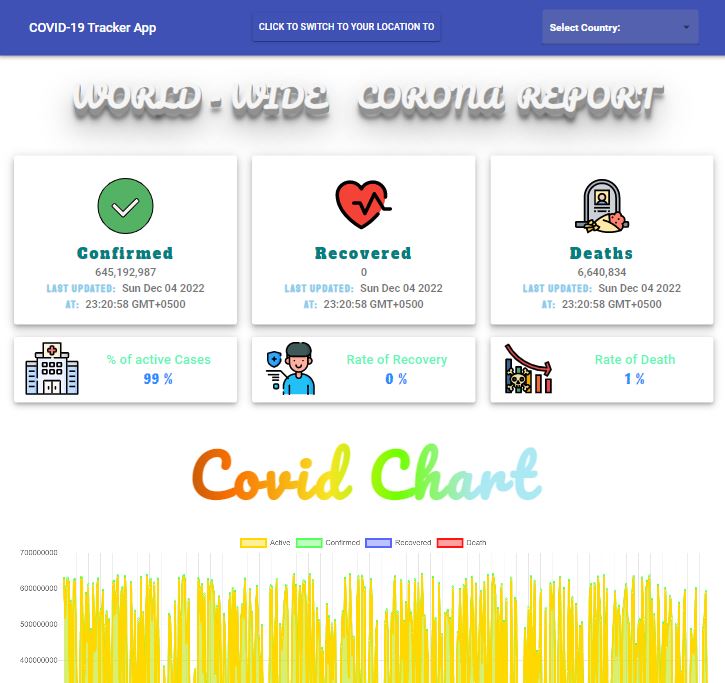 COVID-19 Tracker App
CLICK TO SWITCH TO YOUR LOCATION TO
Select Country:
WORLD - WIDE CORONA REPORT
Confirmed
645,192,987
LAST UPDATED: Sun Dec 04 2022
AT: 23:20:58 GMT+0500
Recovered
0
LAST UPDATED: Sun Dec 04 2022
AT: 23:20:58 GMT+0500
Deaths
6,640,834
LAST UPDATED: Sun Dec 04 2022
AT: 23:20:58 GMT+0500
% of active Cases
99 %
Rate of Recovery
0 %
Rate of Death
1 %
Covid Chart
Active Confirmed Recovered Death
700000000
600000000
500000000
400000000